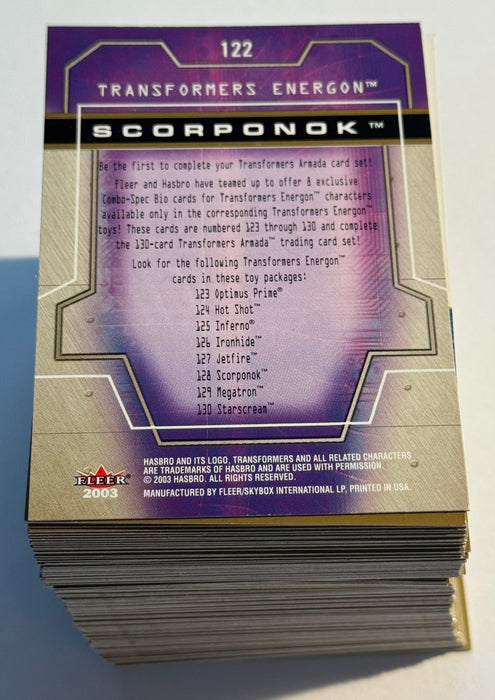 122
TRANSFORMERS ENERGON™
SCORPONOK ™
Be the first to complete your Transformers Armada card set!
Fleer and Hasbro have teamed up to offer 8 exclusive
Combo-Spec Bio cards for Transformers Energon™ characters
available only in the corresponding Transformers Energon™
toys! These cards are numbered 123 through 130 and complete
the 130-card Transformers Armada™ trading card set!
Look for the following Transformers Energon™
cards in these toy packages:
123 Optimus Prime®
124 Hot Shot™
125 Inferno®
126 Ironhide™
127 Jetfire™
128 Scorponok™
129 Megatron™
130 Starscream™
HASBRO AND ITS LOGO, TRANSFORMERS AND ALL RELATED CHARACTERS
ARE TRADEMARKS OF HASBRO AND ARE USED WITH PERMISSION.
© 2003 HASBRO. ALL RIGHTS RESERVED.
MANUFACTURED BY FLEER/SKYBOX INTERNATIONAL LP. PRINTED IN USA.
FLEER
2003